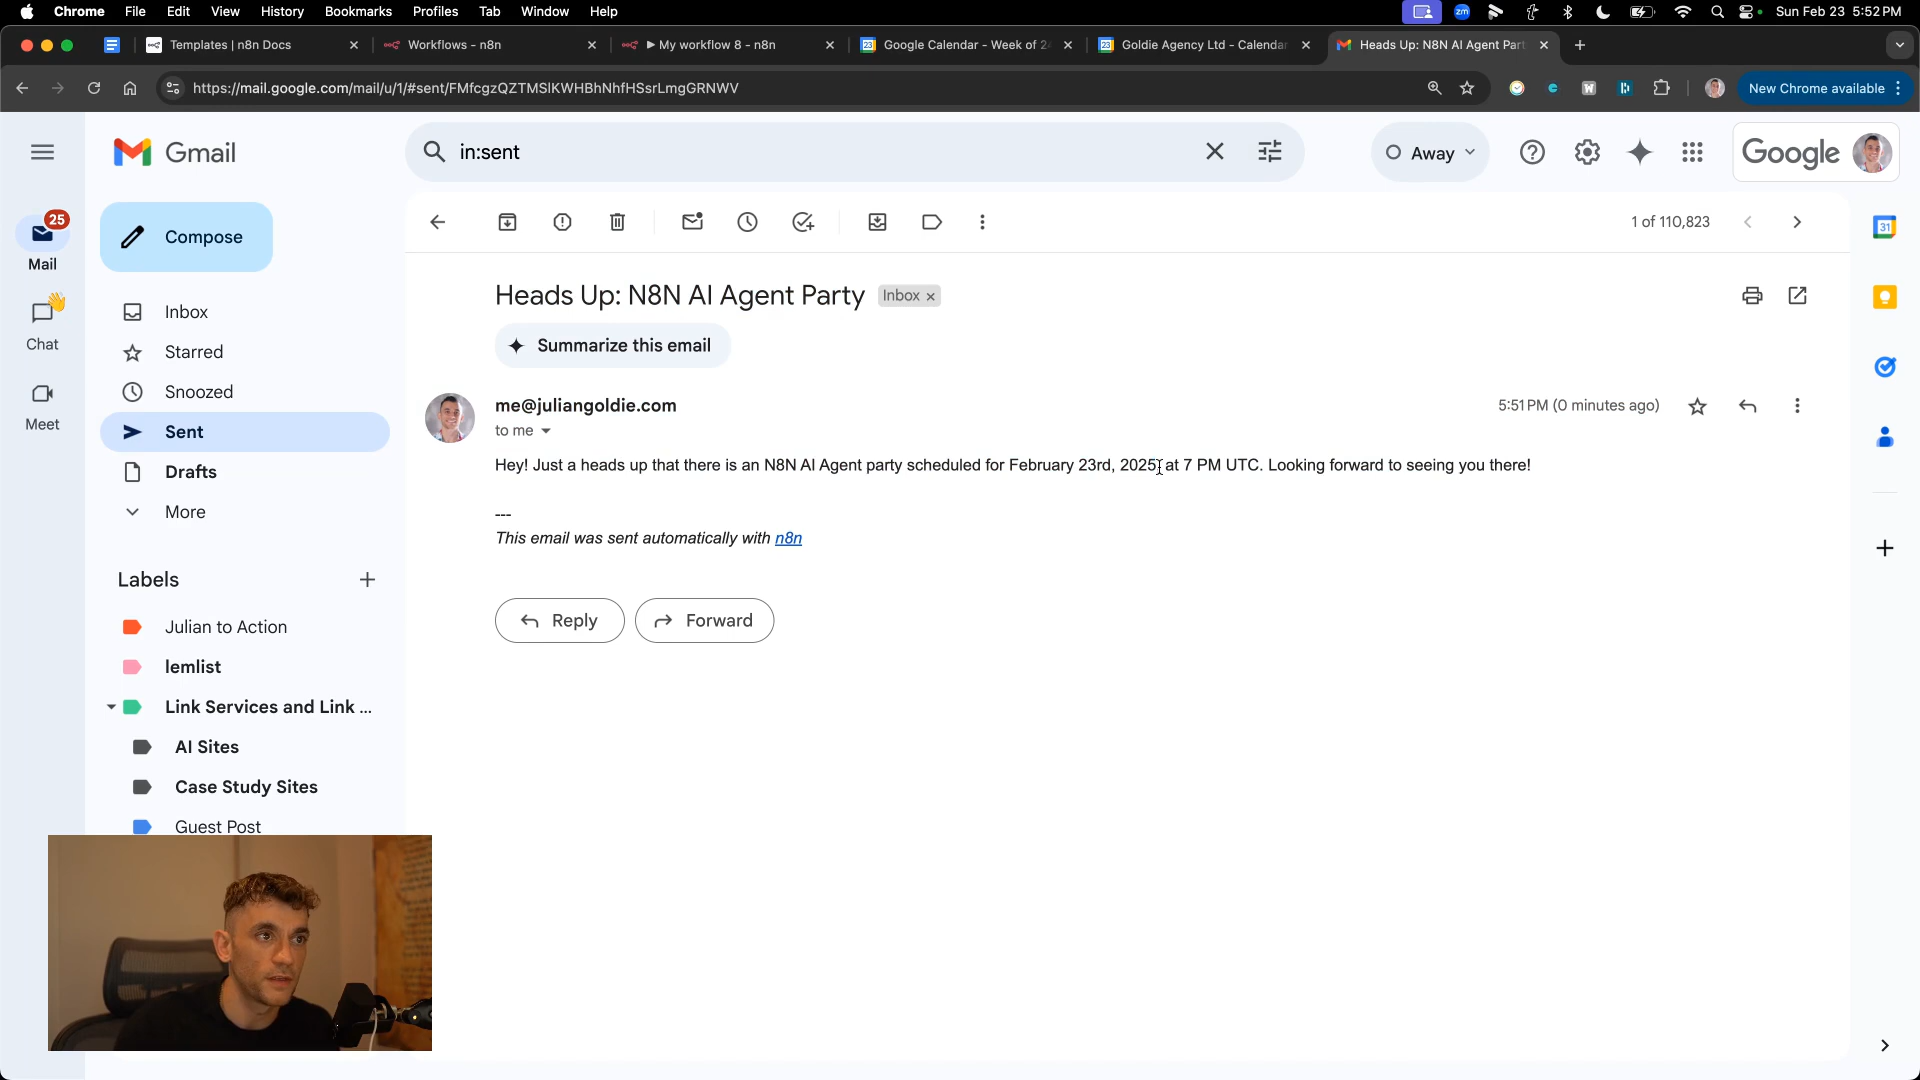 Chrome File Edit View History Bookmarks Profiles Tab Window Help
zm
Sun Feb 23 5:52 PM
Templates | n8n Docs
Workflows - n8n
My workflow 8 - n8n
Google Calendar - Week of 2
Goldie Agency Ltd - Calendar
Heads Up: N8N AI Agent Part
https://mail.google.com/mail/u/1/#sent/FMfcgzQZTMSlKWHBhNhfHSsrLmgGRNWV
New Chrome available
Gmail
in:sent
Away
Google
25
Mail
Chat
Meet
Compose
Inbox
Starred
Snoozed
Sent
Drafts
More
Labels
Julian to Action
lemlist
Link Services and Link ...
AI Sites
Case Study Sites
Guest Post
1 of 110,823
Heads Up: N8N AI Agent Party
Inbox
Summarize this email
me@juliangoldie.com
5:51 PM (0 minutes ago)
to me
Hey! Just a heads up that there is an N8N AI Agent party scheduled for February 23rd, 2025, at 7 PM UTC. Looking forward to seeing you there!
---
This email was sent automatically with n8n
Reply
Forward
31